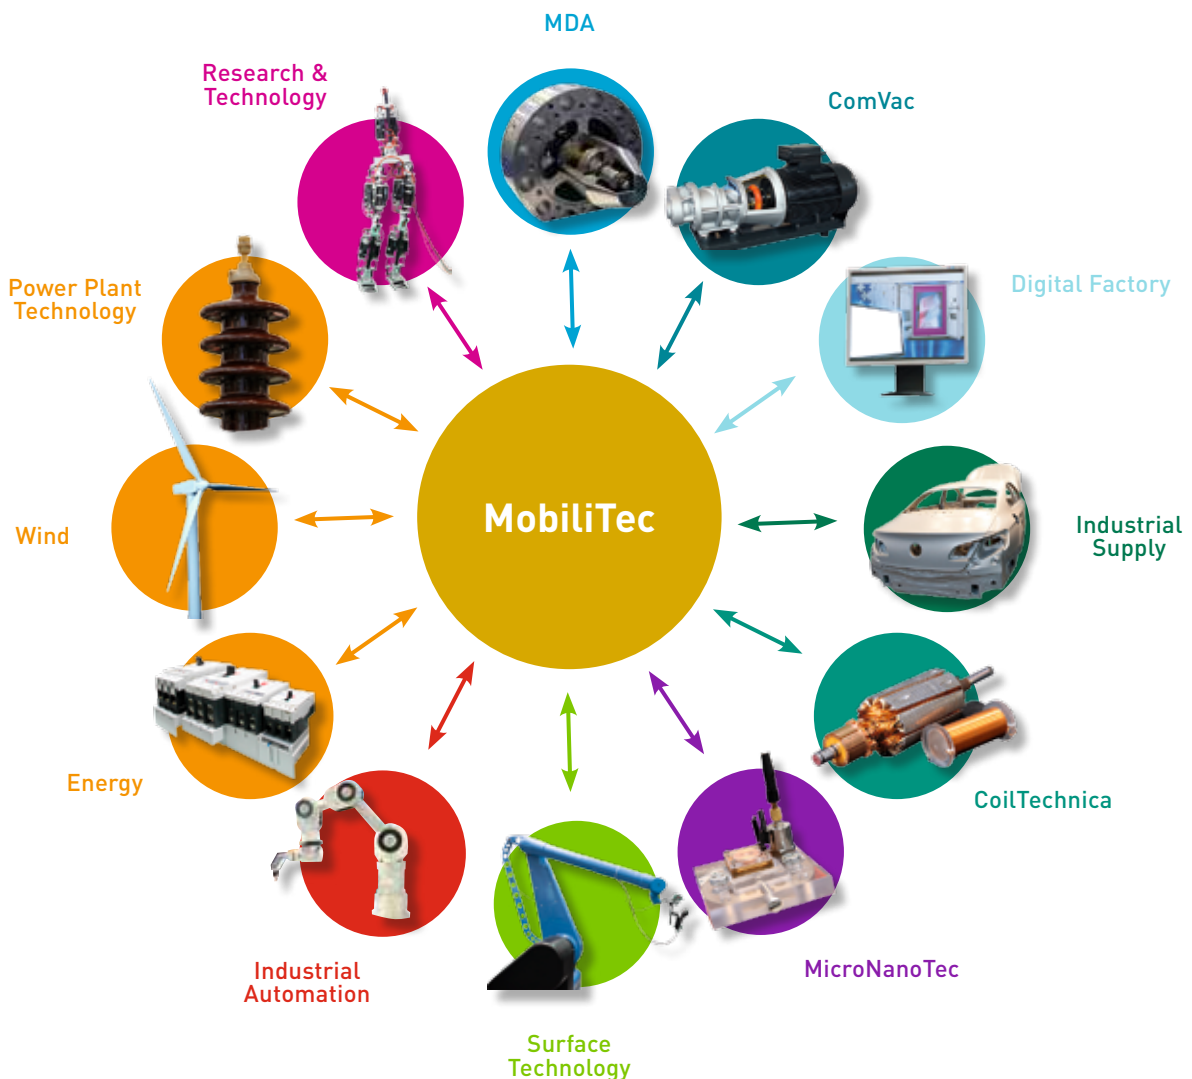 MDA
Research &
Technology
ComVac
Power Plant
Technology
Digital Factory
MobiliTec
Wind
Industrial
Supply
Energy
CoilTechnica
Industrial
Automation
MicroNanoTec
Surface
Technology